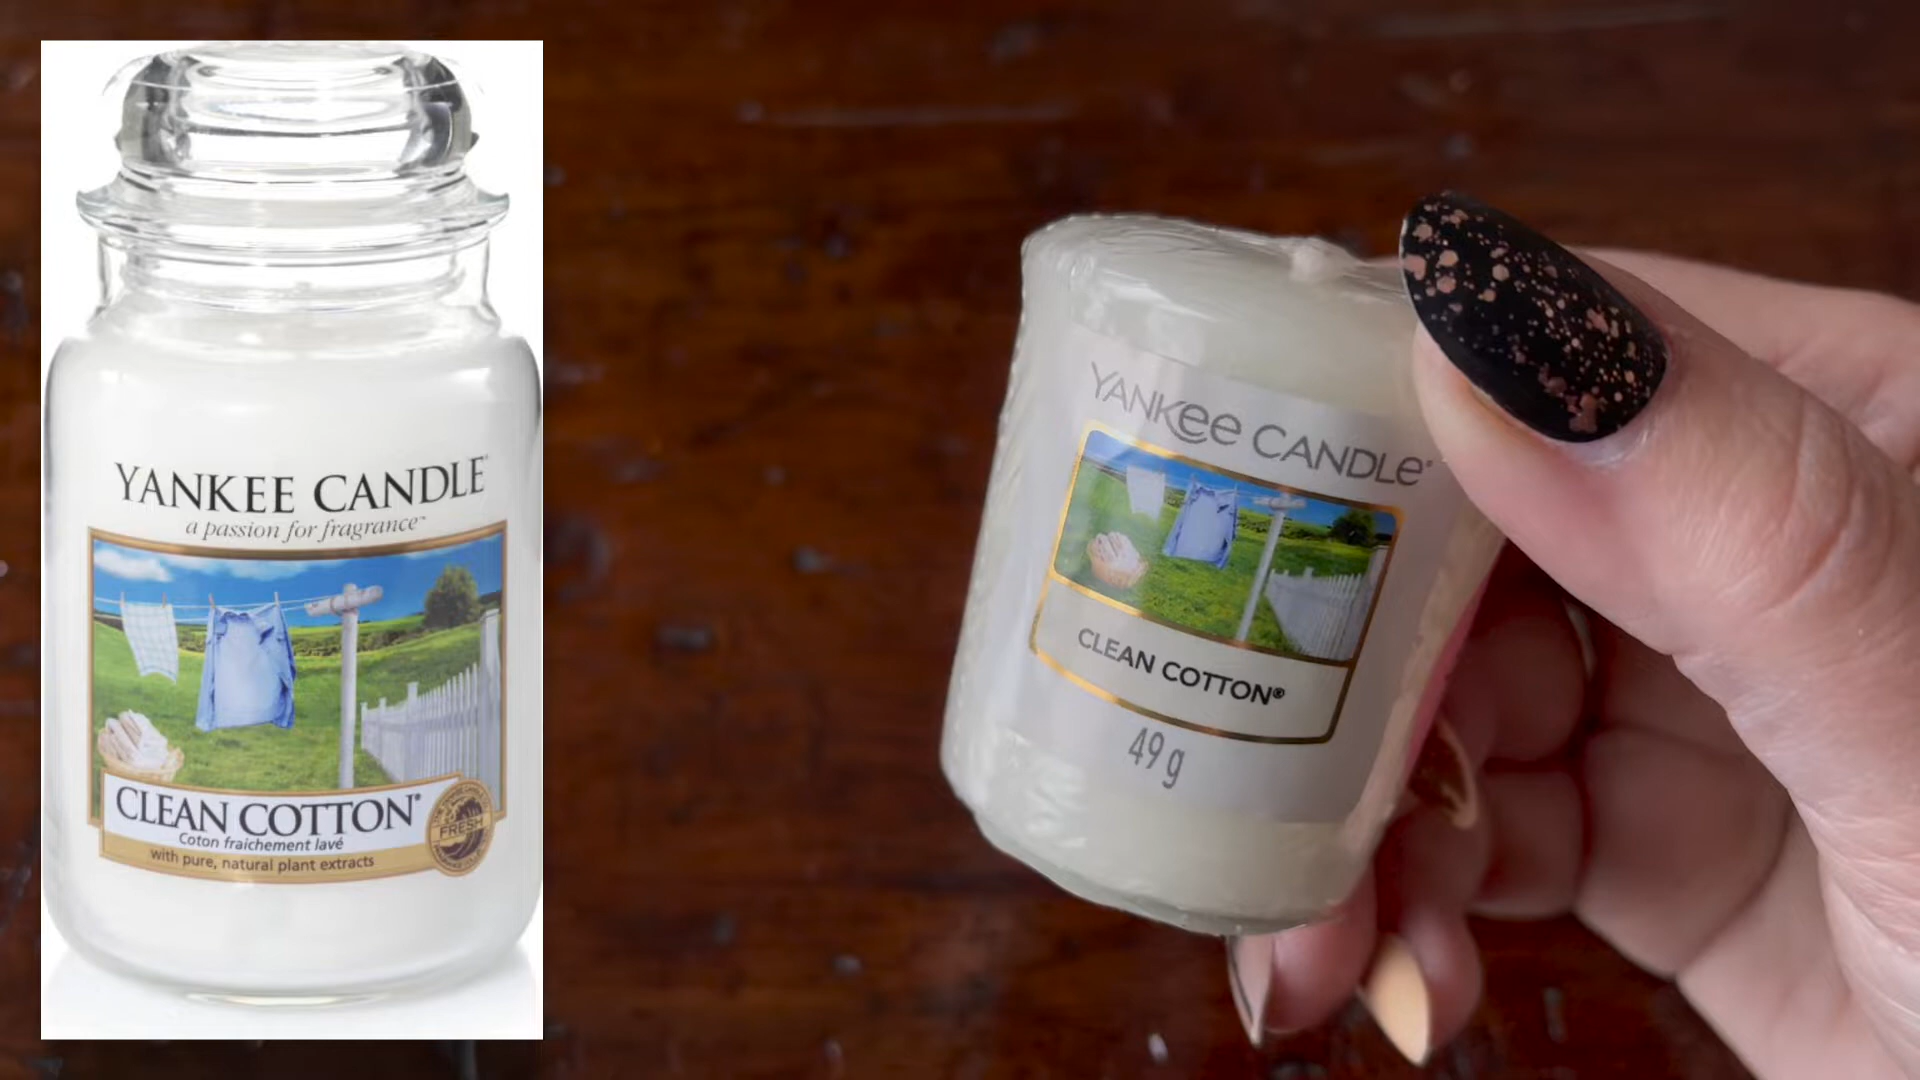 YANKEE CANDLE
a passion for fragrance™
CLEAN COTTON®
Coton fraîchement lavé
with pure, natural plant extracts
FRESH
YANKEE CANDLE®
CLEAN COTTON®
49 g